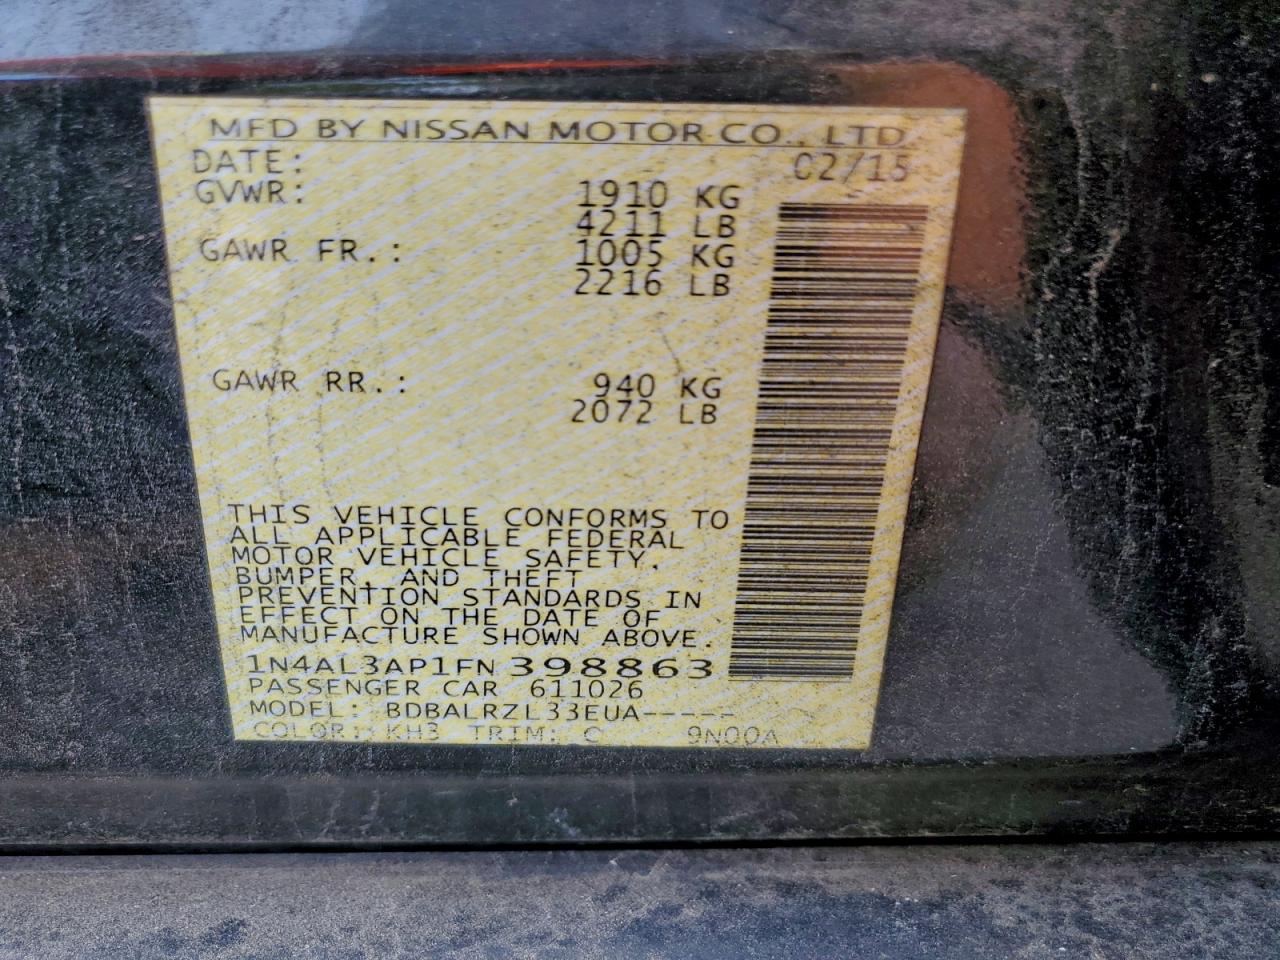 MFD BY NISSAN MOTOR CO., LTD.
DATE: 02/15
GVWR: 1910 KG
4211 LB
GAWR FR.: 1005 KG
2216 LB
GAWR RR.: 940 KG
2072 LB
THIS VEHICLE CONFORMS TO
ALL APPLICABLE FEDERAL
MOTOR VEHICLE SAFETY,
BUMPER, AND THEFT
PREVENTION STANDARDS IN
EFFECT ON THE DATE OF
MANUFACTURE SHOWN ABOVE.
1N4AL3AP1FN398863
PASSENGER CAR 611026
MODEL: BDBALRZL33EUA-----
COLOR: KH3 TRIM: C 9N00A